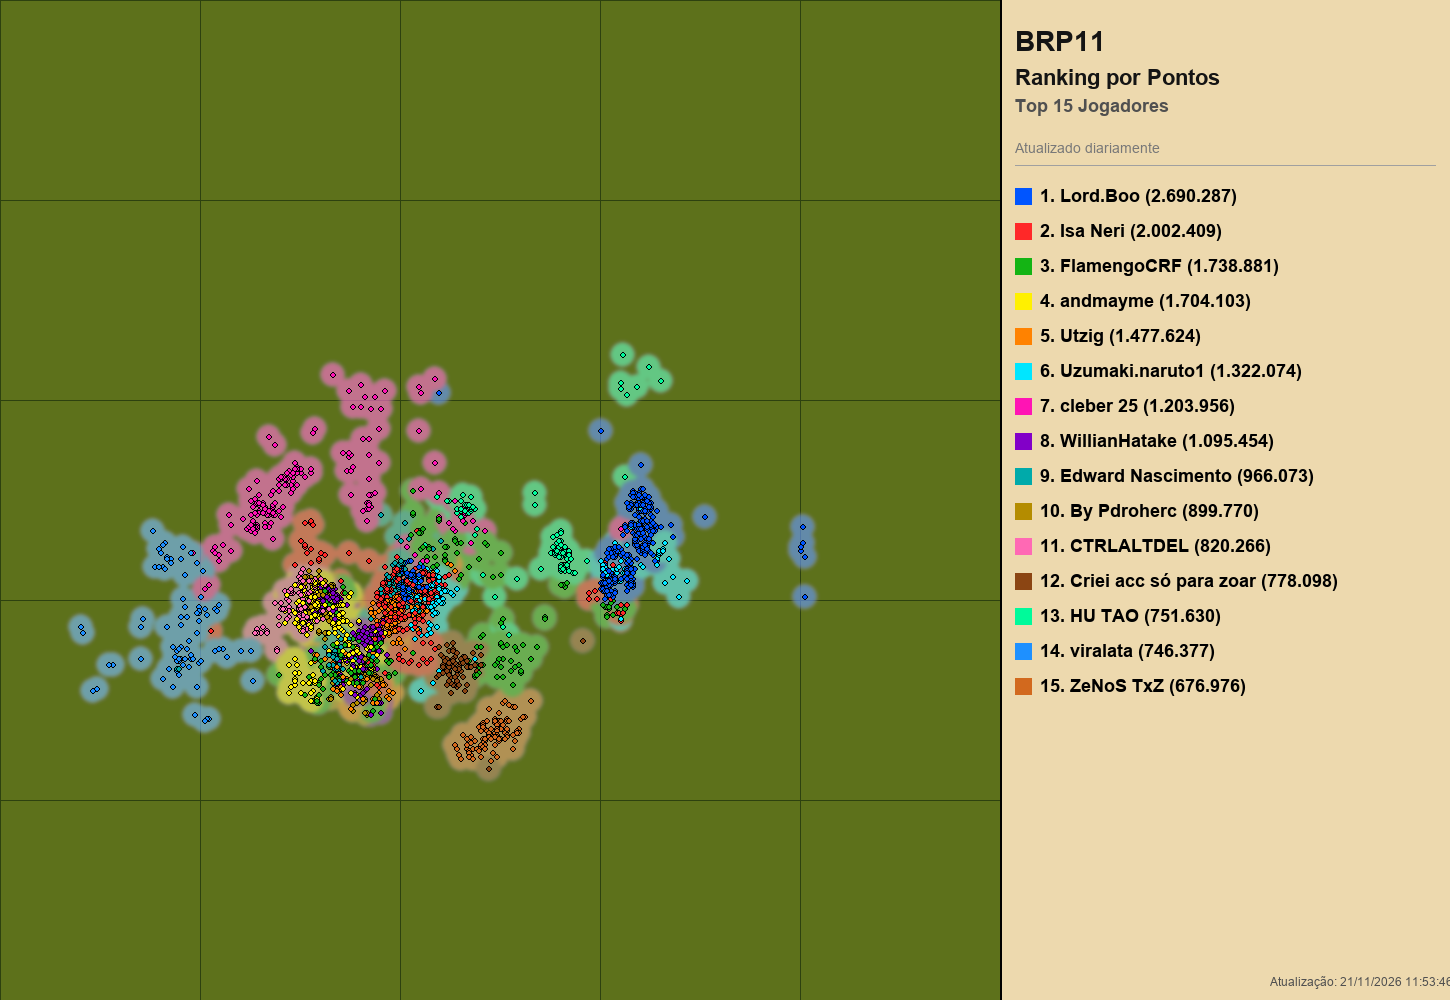 BRP11
Ranking por Pontos
Top 15 Jogadores
Atualizado diariamente
1. Lord.Boo (2.690.287)
2. Isa Neri (2.002.409)
3. FlamengoCRF (1.738.881)
4. andmayme (1.704.103)
5. Utzig (1.477.624)
6. Uzumaki.naruto1 (1.322.074)
7. cleber 25 (1.203.956)
8. WillianHatake (1.095.454)
9. Edward Nascimento (966.073)
10. By Pdroherc (899.770)
11. CTRLALTDEL (820.266)
12. Criei acc só para zoar (778.098)
13. HU TAO (751.630)
14. viralata (746.377)
15. ZeNoS TxZ (676.976)
Atualização: 21/11/2026 11:53:46